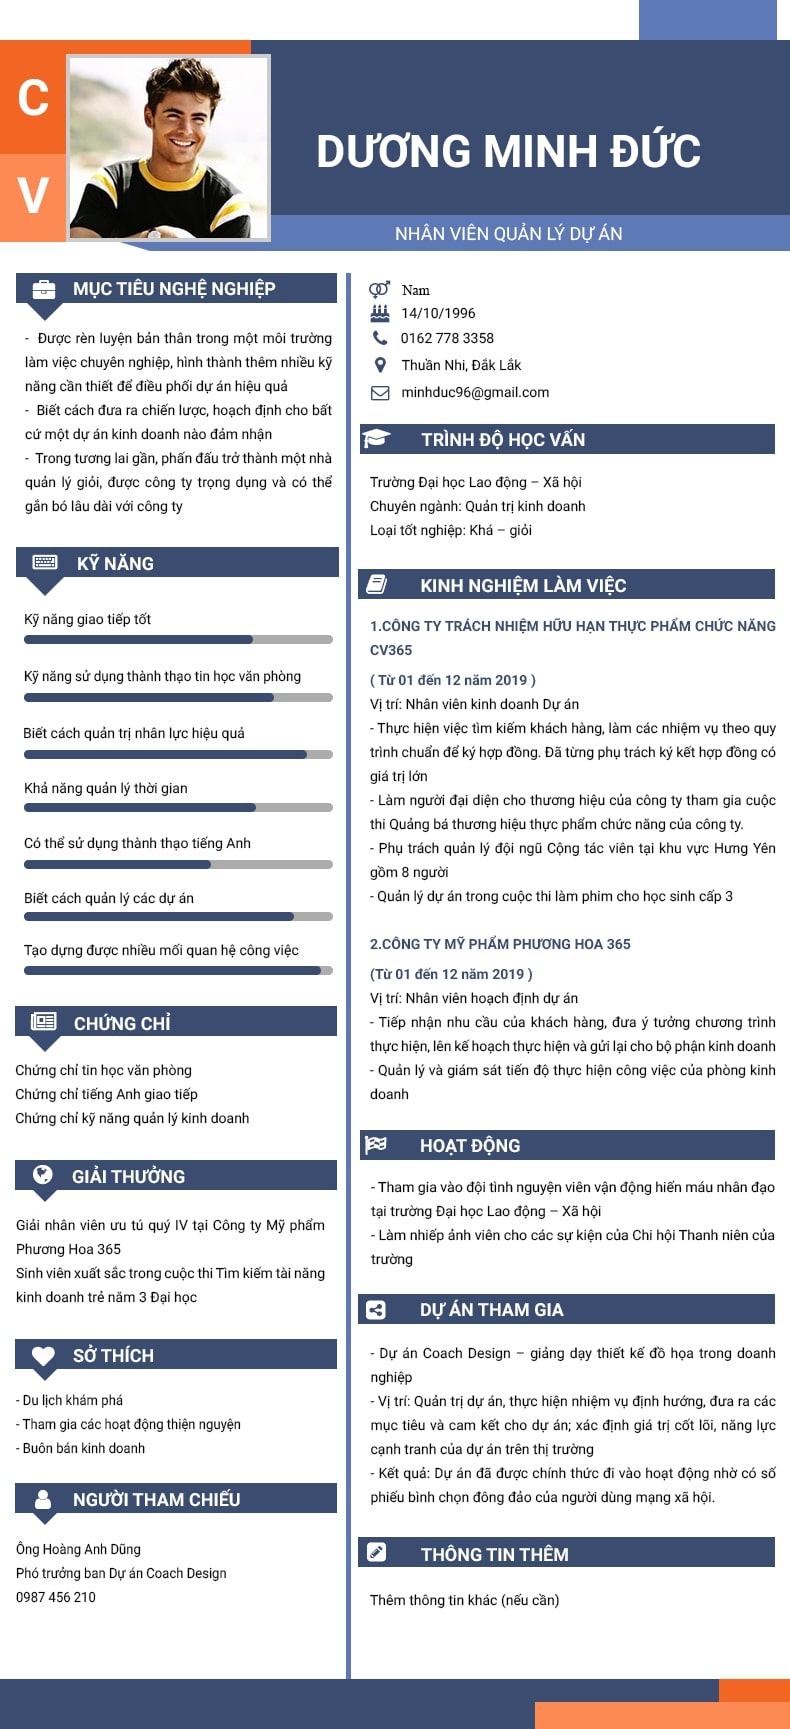 C
V
DƯƠNG MINH ĐỨC
NHÂN VIÊN QUẢN LÝ DỰ ÁN
MỤC TIÊU NGHỆ NGHIỆP
- Được rèn luyện bản thân trong một môi trường
làm việc chuyên nghiệp, hình thành thêm nhiều kỹ
năng cần thiết để điều phối dự án hiệu quả
- Biết cách đưa ra chiến lược, hoạch định cho bất
cứ một dự án kinh doanh nào đảm nhận
- Trong tương lai gần, phấn đấu trở thành một nhà
quản lý giỏi, được công ty trọng dụng và có thể
gắn bó lâu dài với công ty
KỸ NĂNG
Kỹ năng giao tiếp tốt
Kỹ năng sử dụng thành thạo tin học văn phòng
Biết cách quản trị nhân lực hiệu quả
Khả năng quản lý thời gian
Có thể sử dụng thành thạo tiếng Anh
Biết cách quản lý các dự án
Tạo dựng được nhiều mối quan hệ công việc
CHỨNG CHỈ
Chứng chỉ tin học văn phòng
Chứng chỉ tiếng Anh giao tiếp
Chứng chỉ kỹ năng quản lý kinh doanh
GIẢI THƯỞNG
Giải nhân viên ưu tú quý IV tại Công ty Mỹ phẩm
Phương Hoa 365
Sinh viên xuất sắc trong cuộc thi Tìm kiếm tài năng
kinh doanh trẻ năm 3 Đại học
SỞ THÍCH
- Du lịch khám phá
- Tham gia các hoạt động thiện nguyện
- Buôn bán kinh doanh
NGƯỜI THAM CHIẾU
Ông Hoàng Anh Dũng
Phó trưởng ban Dự án Coach Design
0987 456 210
Nam
14/10/1996
0162 778 3358
Thuần Nhi, Đắk Lắk
minhduc96@gmail.com
TRÌNH ĐỘ HỌC VẤN
Trường Đại học Lao động – Xã hội
Chuyên ngành: Quản trị kinh doanh
Loại tốt nghiệp: Khá – giỏi
KINH NGHIỆM LÀM VIỆC
1.CÔNG TY TRÁCH NHIỆM HỮU HẠN THỰC PHẨM CHỨC NĂNG
CV365
( Từ 01 đến 12 năm 2019 )
Vị trí: Nhân viên kinh doanh Dự án
- Thực hiện việc tìm kiếm khách hàng, làm các nhiệm vụ theo quy
trình chuẩn để ký hợp đồng. Đã từng phụ trách ký kết hợp đồng có
giá trị lớn
- Làm người đại diện cho thương hiệu của công ty tham gia cuộc
thi Quảng bá thương hiệu thực phẩm chức năng của công ty.
- Phụ trách quản lý đội ngũ Cộng tác viên tại khu vực Hưng Yên
gồm 8 người
- Quản lý dự án trong cuộc thi làm phim cho học sinh cấp 3
2.CÔNG TY MỸ PHẨM PHƯƠNG HOA 365
(Từ 01 đến 12 năm 2019 )
Vị trí: Nhân viên hoạch định dự án
- Tiếp nhận nhu cầu của khách hàng, đưa ý tưởng chương trình
thực hiện, lên kế hoạch thực hiện và gửi lại cho bộ phận kinh doanh
- Quản lý và giám sát tiến độ thực hiện công việc của phòng kinh
doanh
HOẠT ĐỘNG
- Tham gia vào đội tình nguyện viên vận động hiến máu nhân đạo
tại trường Đại học Lao động – Xã hội
- Làm nhiếp ảnh viên cho các sự kiện của Chi hội Thanh niên của
trường
DỰ ÁN THAM GIA
- Dự án Coach Design – giảng dạy thiết kế đồ họa trong doanh
nghiệp
- Vị trí: Quản trị dự án, thực hiện nhiệm vụ định hướng, đưa ra các
mục tiêu và cam kết cho dự án; xác định giá trị cốt lõi, năng lực
cạnh tranh của dự án trên thị trường
- Kết quả: Dự án đã được chính thức đi vào hoạt động nhờ có số
phiếu bình chọn đông đảo của người dùng mạng xã hội.
THÔNG TIN THÊM
Thêm thông tin khác (nếu cần)